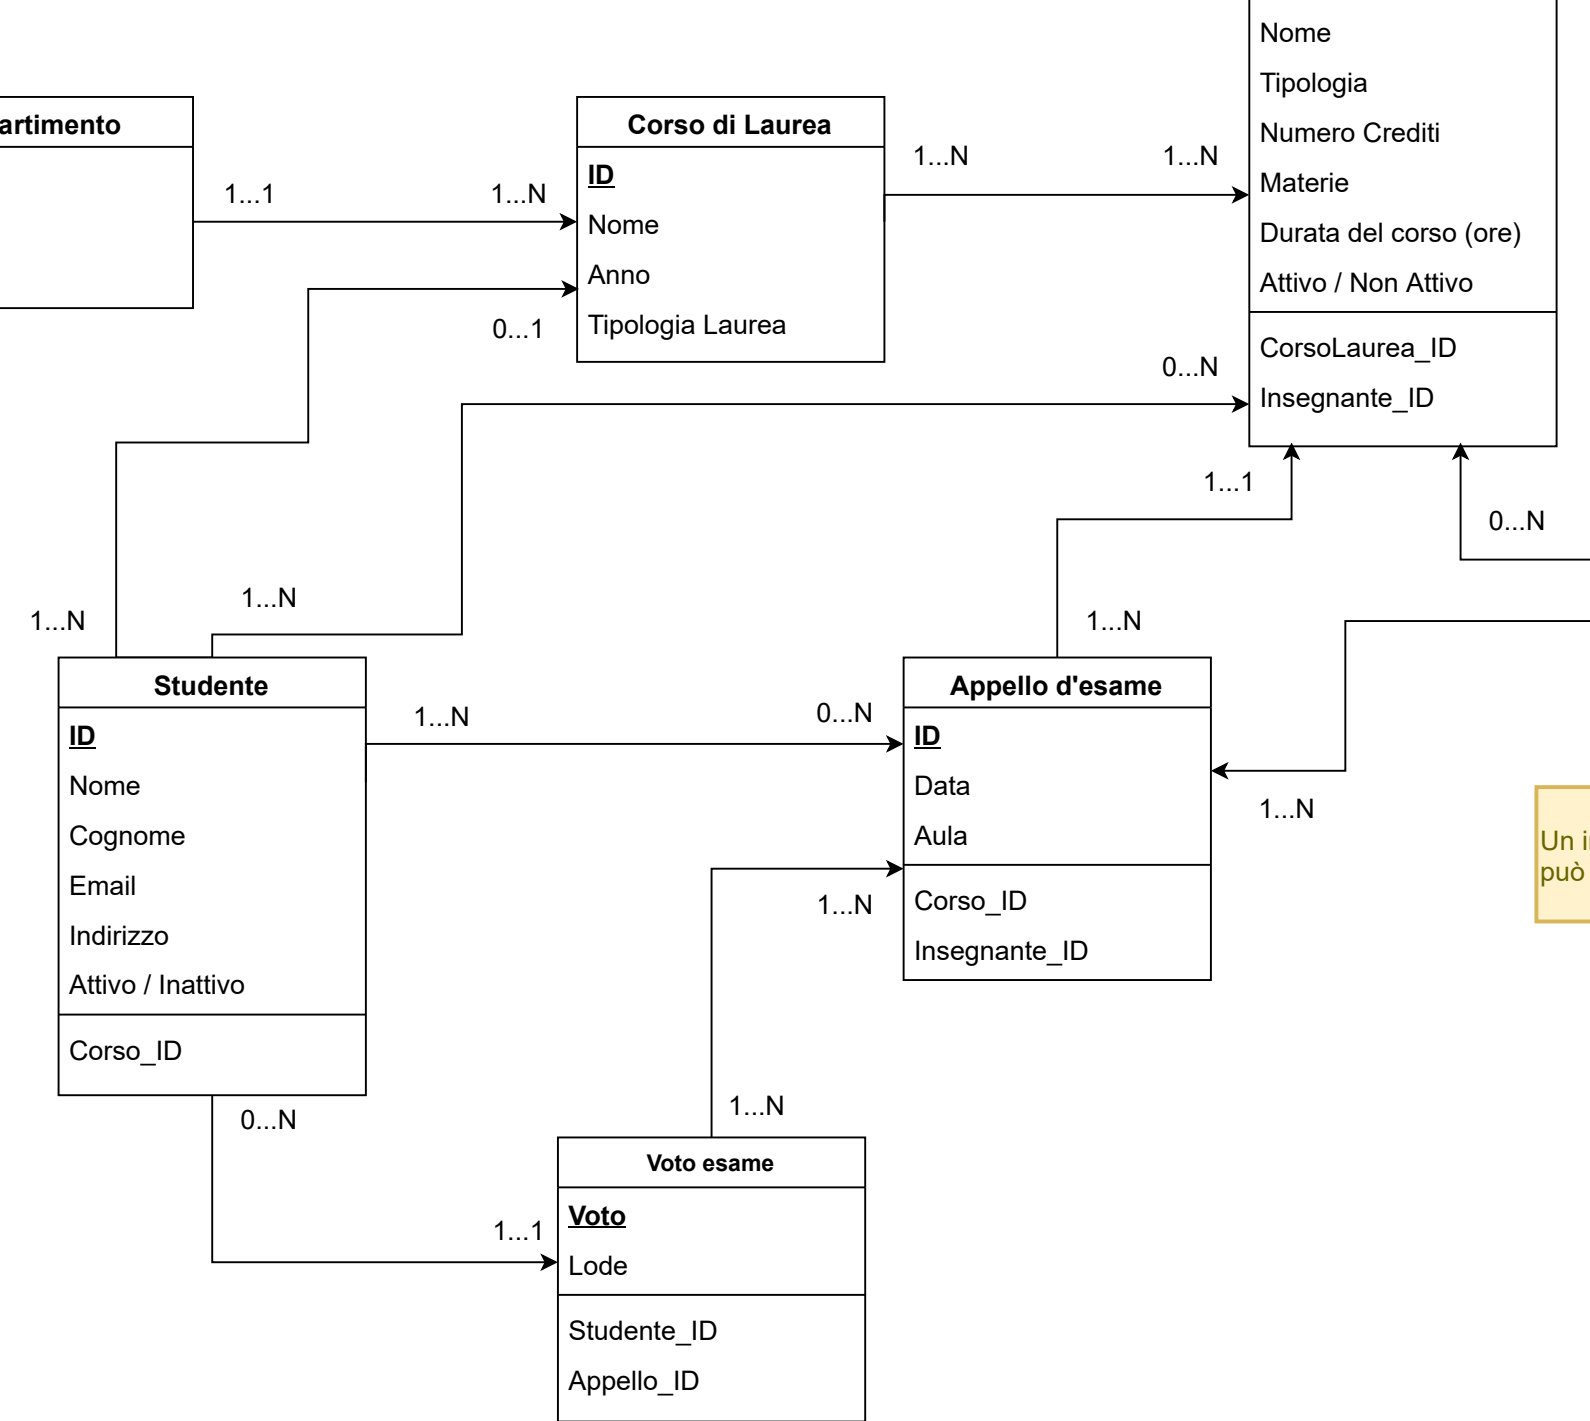 artimento
1...1
1...N
Corso di Laurea
ID
Nome
Anno
Tipologia Laurea
0...1
1...N
1...N
Nome
Tipologia
Numero Crediti
Materie
Durata del corso (ore)
Attivo / Non Attivo
CorsoLaurea_ID
Insegnante_ID
0...N
1...1
0...N
1...N
1...N
1...N
Studente
ID
Nome
Cognome
Email
Indirizzo
Attivo / Inattivo
Corso_ID
1...N
0...N
Appello d'esame
ID
Data
Aula
Corso_ID
Insegnante_ID
1...N
1...N
Un i
può
0...N
1...1
1...N
Voto esame
Voto
Lode
Studente_ID
Appello_ID